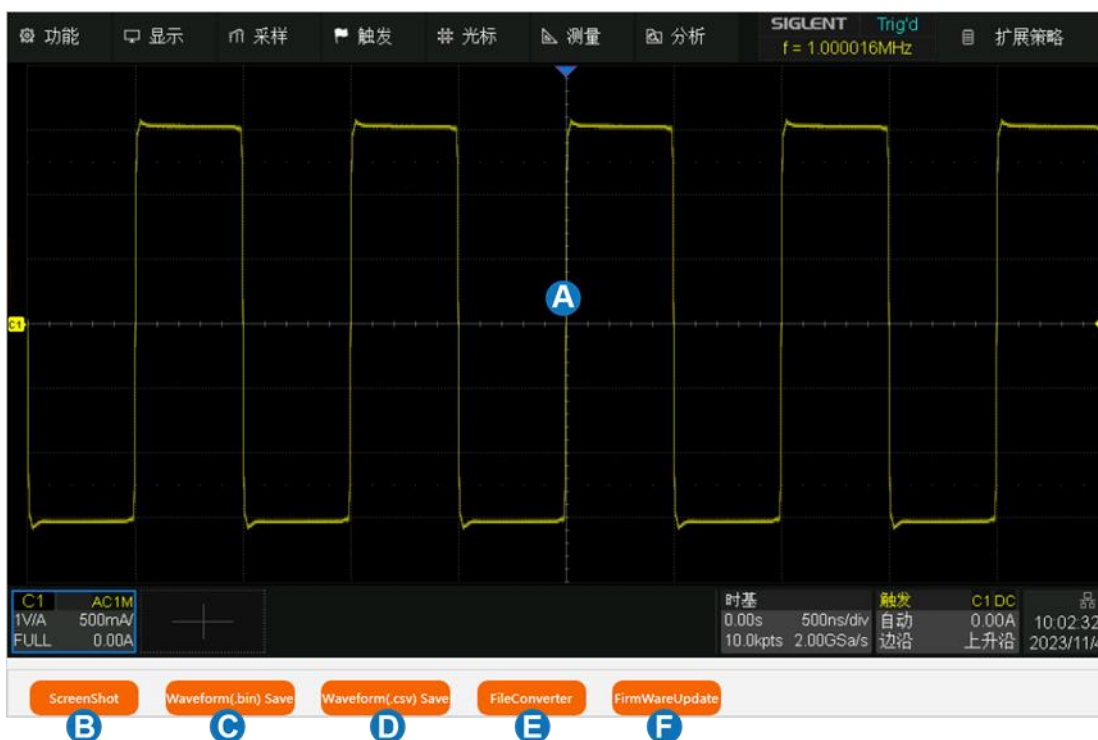 功能 显示 采样 触发 光标 测量 分析 SIGLENT Trig'd 扩展策略
f = 1.000016MHz
A
C1
C1 AC1M 时基 触发 C1 DC
1V/A 500mA/ 0.00s 500ns/div 自动 0.00A 10:02:32
FULL 0.00A 10.0kpts 2.00GSa/s 边沿 上升沿 2023/11/4
ScreenShot Waveform(.bin) Save Waveform(.csv) Save FileConverter FirmWareUpdate
B C D E F